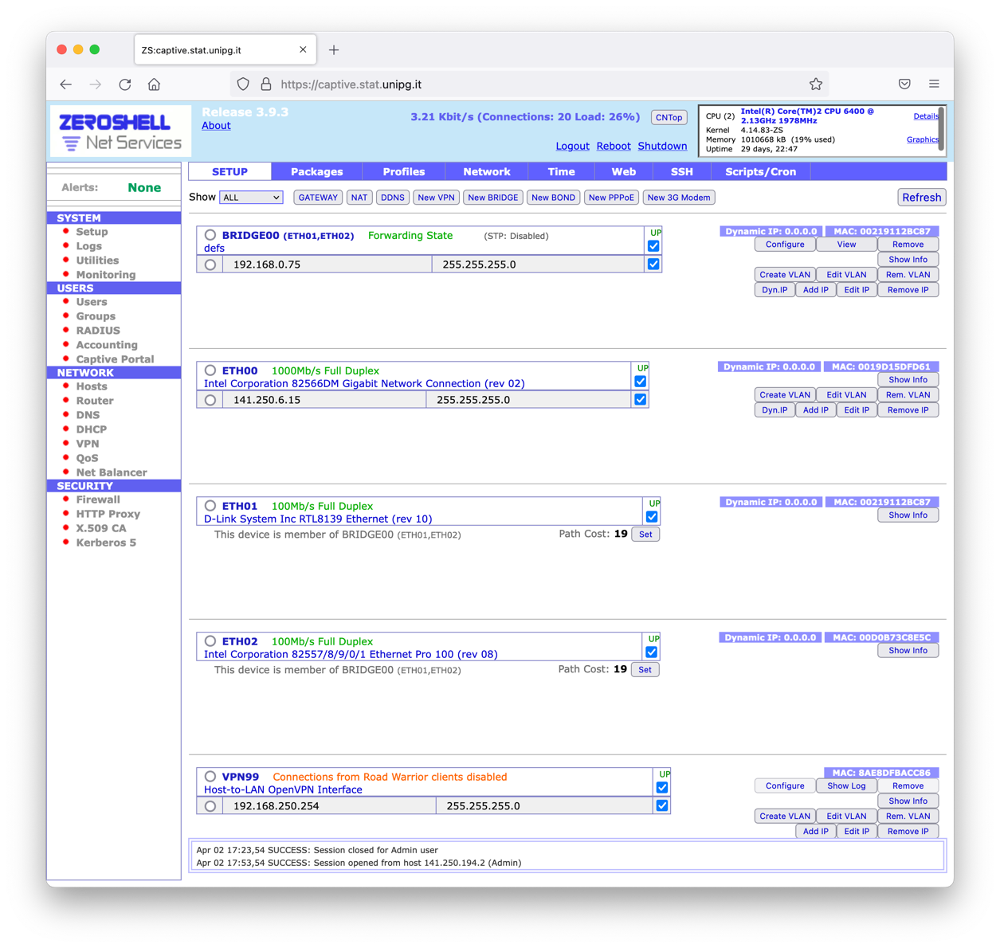 ZS:captive.stat.unipg.it
https://captive.stat.unipg.it
ZEROSHELL
Net Services
Release 3.9.3
About
3.21 Kbit/s (Connections: 20 Load: 26%) CNTop
Logout Reboot Shutdown
CPU (2) Intel(R) Core(TM)2 CPU 6400 @ 2.13GHz 1978MHz Details
Kernel 4.14.83-ZS
Memory 1010668 kB (19% used) Graphics
Uptime 29 days, 22:47
Alerts: None
SYSTEM
Setup
Logs
Utilities
Monitoring
USERS
Users
Groups
RADIUS
Accounting
Captive Portal
NETWORK
Hosts
Router
DNS
DHCP
VPN
QoS
Net Balancer
SECURITY
Firewall
HTTP Proxy
X.509 CA
Kerberos 5
SETUP Packages Profiles Network Time Web SSH Scripts/Cron
Show ALL GATEWAY NAT DDNS New VPN New BRIDGE New BOND New PPPoE New 3G Modem Refresh
BRIDGE00 (ETH01,ETH02) Forwarding State (STP: Disabled) UP
defs
192.168.0.75 255.255.255.0
Dynamic IP: 0.0.0.0 MAC: 00219112BC87
Configure View Remove
Show Info
Create VLAN Edit VLAN Rem. VLAN
Dyn.IP Add IP Edit IP Remove IP
ETH00 1000Mb/s Full Duplex UP
Intel Corporation 82566DM Gigabit Network Connection (rev 02)
141.250.6.15 255.255.255.0
Dynamic IP: 0.0.0.0 MAC: 0019D15DFD61
Show Info
Create VLAN Edit VLAN Rem. VLAN
Dyn.IP Add IP Edit IP Remove IP
ETH01 100Mb/s Full Duplex UP
D-Link System Inc RTL8139 Ethernet (rev 10)
This device is member of BRIDGE00 (ETH01,ETH02) Path Cost: 19 Set
Dynamic IP: 0.0.0.0 MAC: 00219112BC87
Show Info
ETH02 100Mb/s Full Duplex UP
Intel Corporation 82557/8/9/0/1 Ethernet Pro 100 (rev 08)
This device is member of BRIDGE00 (ETH01,ETH02) Path Cost: 19 Set
Dynamic IP: 0.0.0.0 MAC: 00D0B73C8E5C
Show Info
VPN99 Connections from Road Warrior clients disabled UP
Host-to-LAN OpenVPN Interface
192.168.250.254 255.255.255.0
MAC: 8AE8DFBACC86
Configure Show Log Remove
Show Info
Create VLAN Edit VLAN Rem. VLAN
Add IP Edit IP Remove IP
Apr 02 17:23,54 SUCCESS: Session closed for Admin user
Apr 02 17:53,54 SUCCESS: Session opened from host 141.250.194.2 (Admin)